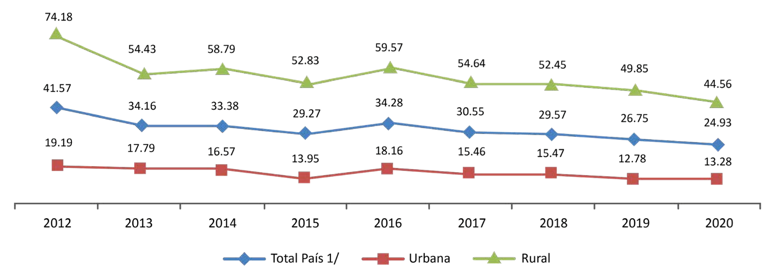 74.18
54.43 58.79 52.83 59.57 54.64 52.45 49.85 44.56
41.57 34.16 33.38 29.27 34.28 30.55 29.57 26.75 24.93
19.19 17.79 16.57 13.95 18.16 15.46 15.47 12.78 13.28
2012 2013 2014 2015 2016 2017 2018 2019 2020
Total País 1/ Urbana Rural